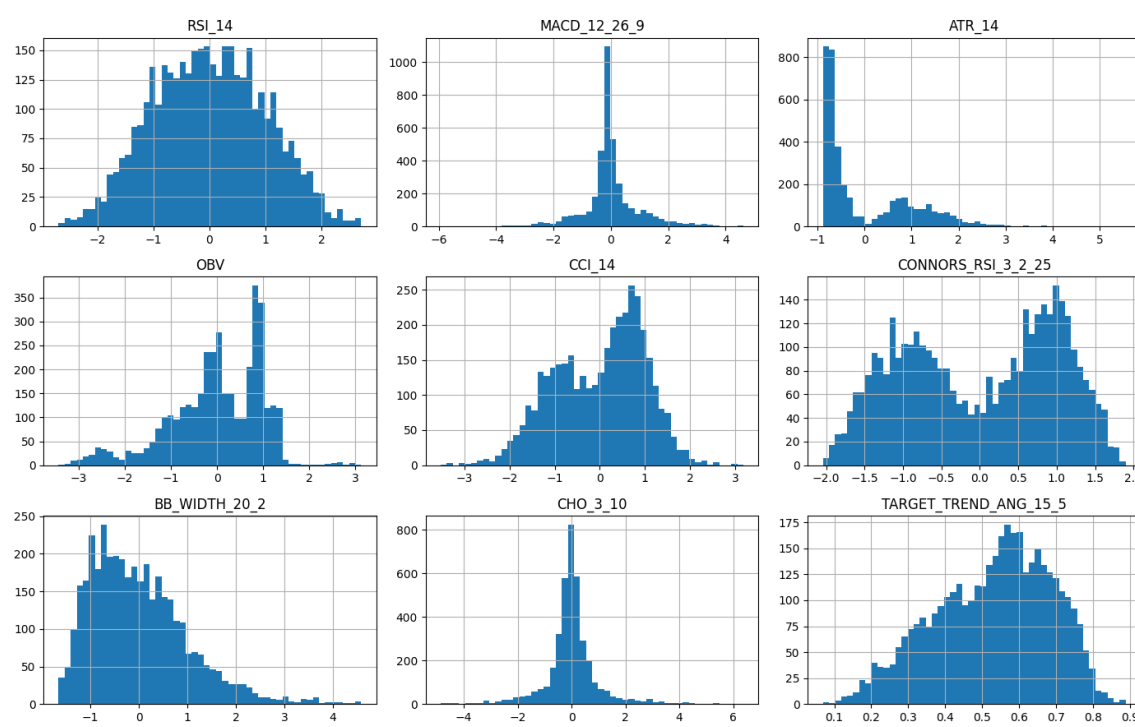 RSI_14 MACD_12_26_9 ATR_14
150 1000 800
125 800 600
100 600 400
75 400 200
50 200 0
25 0
0
−2 −1 0 1 2 −6 −4 −2 0 2 4 −1 0 1 2 3 4 5
OBV CCI_14 CONNORS_RSI_3_2_25
350 250 140
300 200 120
250 150 100
200 100 80
150 50 60
100 0 40
50 20
0 0
−3 −2 −1 0 1 2 3 −3 −2 −1 0 1 2 3 −2.0 −1.5 −1.0 −0.5 0.0 0.5 1.0 1.5
BB_WIDTH_20_2 CHO_3_10 TARGET_TREND_ANG_15_5
250 800 175
200 600 150
150 400 125
100 200 100
50 0 75
0 50
25
0
−1 0 1 2 3 4 −4 −2 0 2 4 6 0.1 0.2 0.3 0.4 0.5 0.6 0.7 0.8